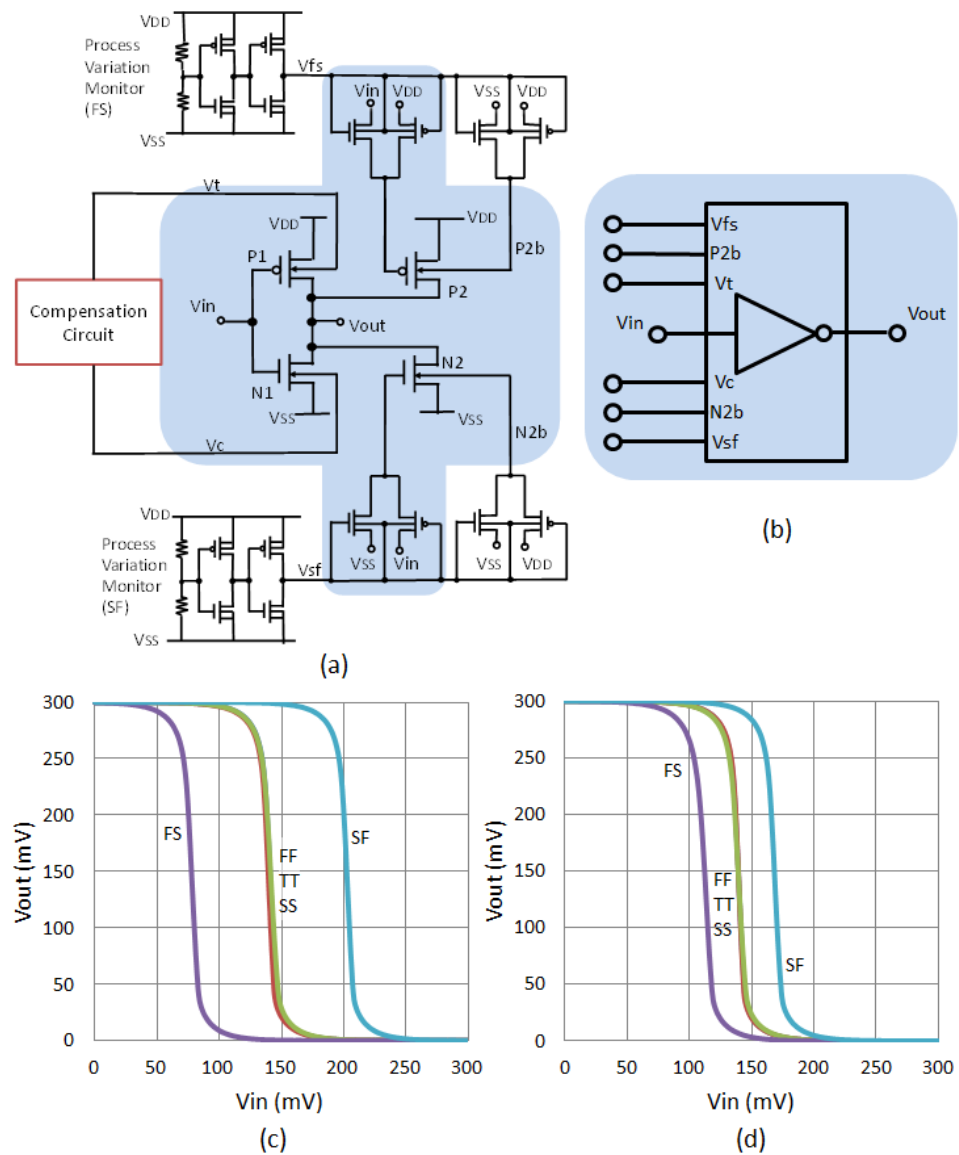 VDD
Process
Variation
Monitor
(FS)
VSS
Vfs
Vin
VDD
VSS
VDD
Vt
VDD
VDD
P1
P2
P2b
Compensation
Circuit
Vin
Vout
N1
N2
VSS
VSS
Vc
N2b
VDD
Process
Variation
Monitor
(SF)
VSS
Vsf
VSS
Vin
VSS
VDD
(a)
Vfs
P2b
Vt
Vin
Vout
Vc
N2b
Vsf
(b)
300
250
200
150
100
50
0
Vout (mV)
FS
FF
TT
SS
SF
0 50 100 150 200 250 300
Vin (mV)
(c)
300
250
200
150
100
50
0
Vout (mV)
FS
FF
TT
SS
SF
0 50 100 150 200 250 300
Vin (mV)
(d)